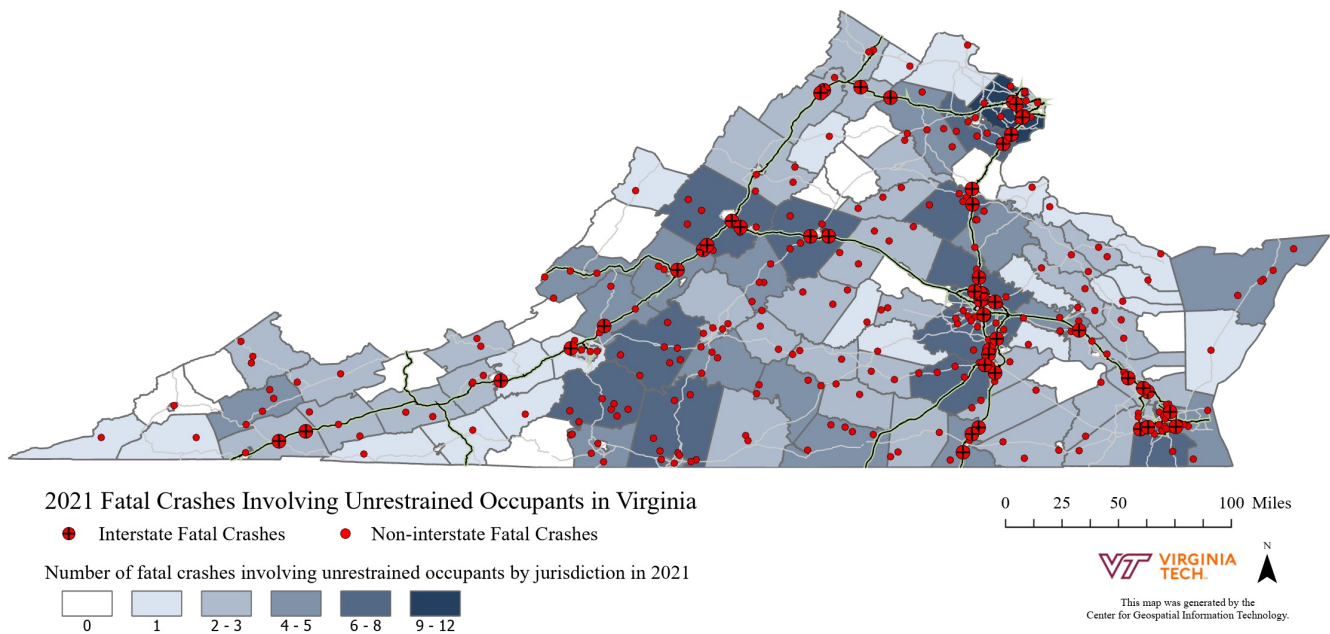 2021 Fatal Crashes Involving Unrestrained Occupants in Virginia
Interstate Fatal Crashes
Non-interstate Fatal Crashes
Number of fatal crashes involving unrestrained occupants by jurisdiction in 2021
0 1 2 - 3 4 - 5 6 - 8 9 - 12
0 25 50 100 Miles
VT VIRGINIA
TECH
N
This map was generated by the
Center for Geospatial Information Technology.